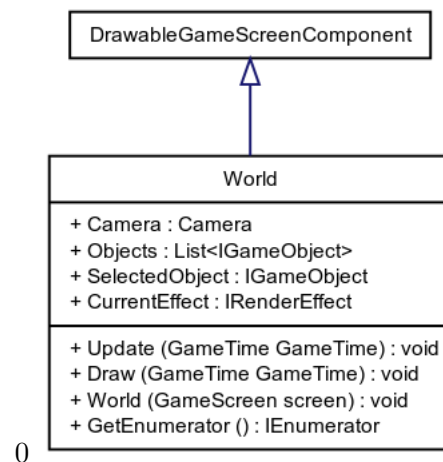 DrawableGameScreenComponent
World
+ Camera : Camera
+ Objects : List<IGameObject>
+ SelectedObject : IGameObject
+ CurrentEffect : IRenderEffect
+ Update (GameTime GameTime) : void
+ Draw (GameTime GameTime) : void
+ World (GameScreen screen) : void
+ GetEnumerator () : IEnumerator
0